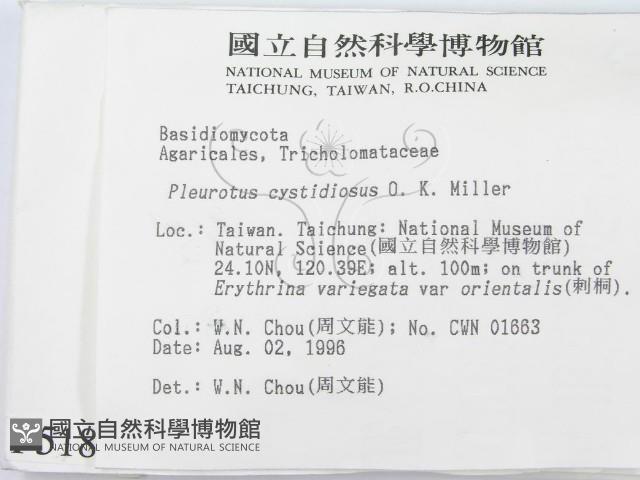 國立自然科學博物館
NATIONAL MUSEUM OF NATURAL SCIENCE
TAICHUNG, TAIWAN, R.O.CHINA
Basidiomycota
Agaricales, Tricholomataceae
Pleurotus cystidiosus O. K. Miller
Loc.: Taiwan. Taichung: National Museum of
Natural Science(國立自然科學博物館)
24.10N, 120.39E; alt. 100m; on trunk of
Erythrina variegata var orientalis(刺桐).
Col.: W.N. Chou(周文能); No. CWN 01663
Date: Aug. 02, 1996
Det.: W.N. Chou(周文能)
國立自然科學博物館
NATIONAL MUSEUM OF NATURAL SCIENCE
518